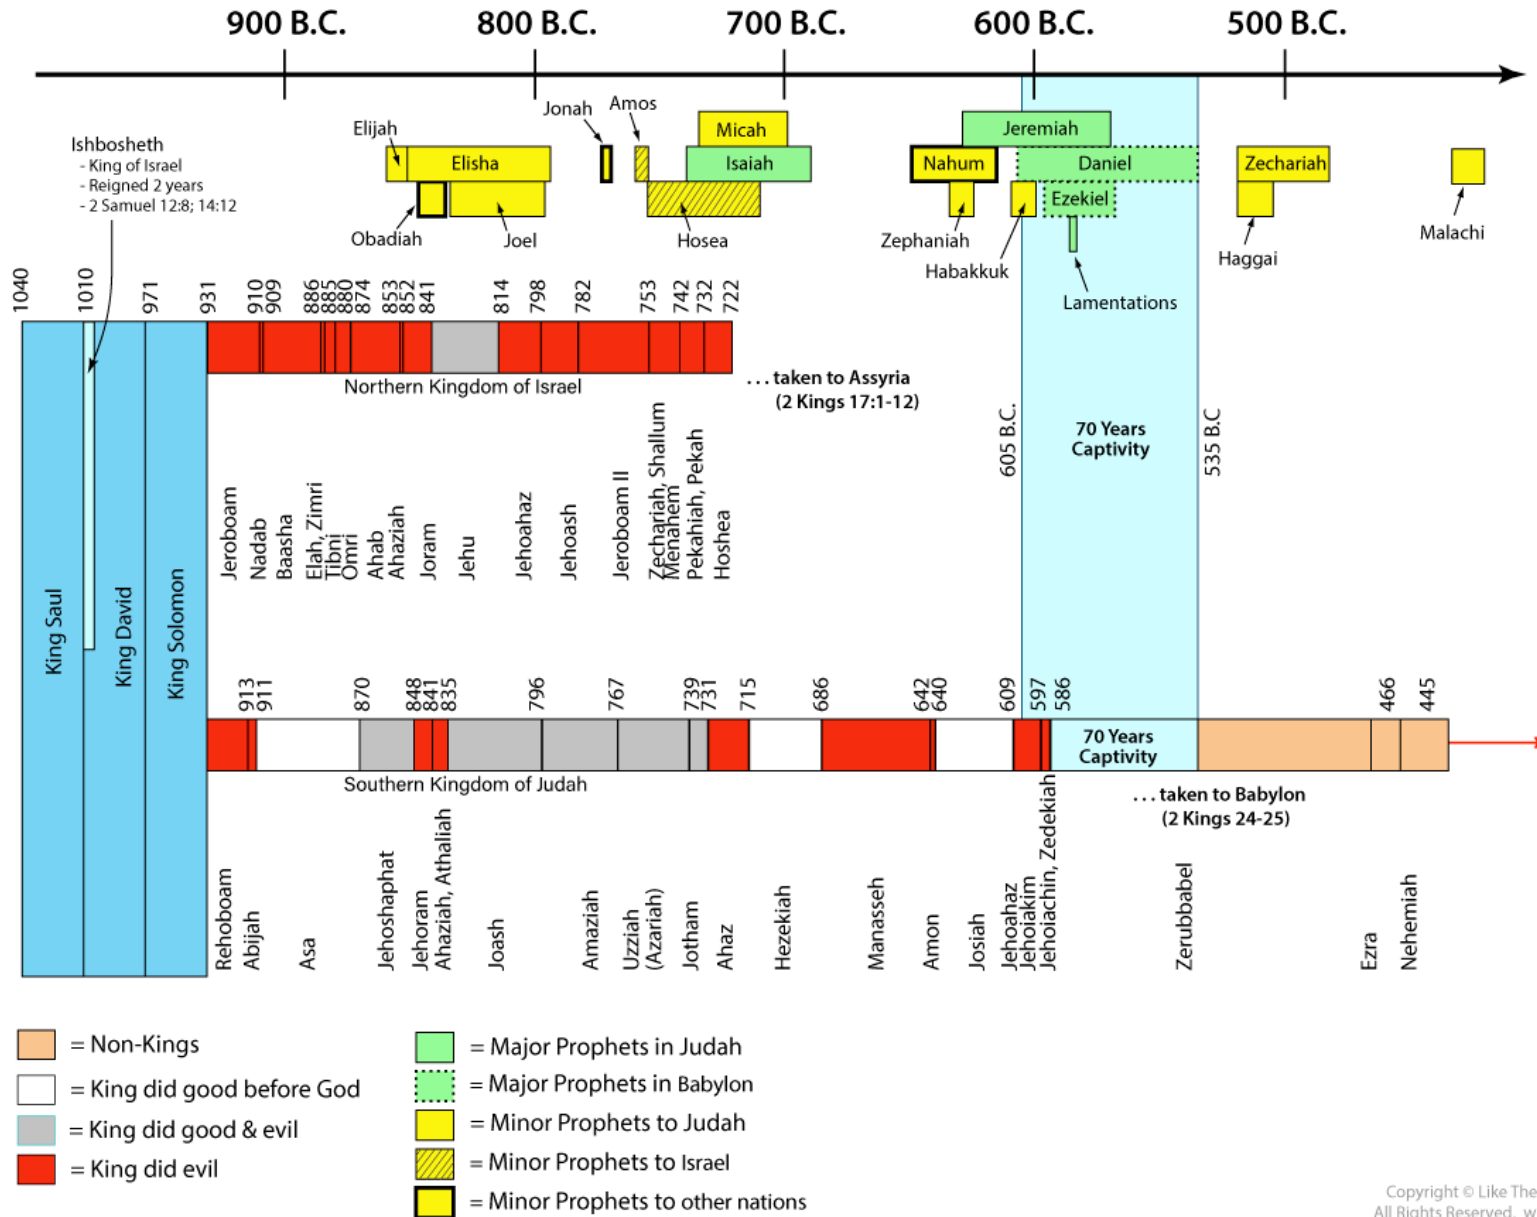 900 B.C.
800 B.C.
700 B.C.
600 B.C.
500 B.C.
Ishbosheth
- King of Israel
- Reigned 2 years
- 2 Samuel 12:8; 14:12
Elijah
Elisha
Obadiah
Joel
Jonah
Amos
Micah
Isaiah
Hosea
Jeremiah
Nahum
Daniel
Ezekiel
Zephaniah
Habakkuk
Lamentations
Zechariah
Haggai
Malachi
1040
1010
971
931
910
909
886
885
880
874
853
852
841
814
798
782
753
742
732
722
Northern Kingdom of Israel
. . . taken to Assyria
(2 Kings 17:1-12)
605 B.C.
70 Years
Captivity
535 B.C
Jeroboam
Nadab
Baasha
Elah, Zimri
Tibni
Omri
Ahab
Ahaziah
Joram
Jehu
Jehoahaz
Jehoash
Jeroboam II
Zechariah, Shallum
Menahem
Pekahiah, Pekah
Hoshea
King Saul
King David
King Solomon
913
911
870
848
841
835
796
767
739
731
715
686
642
640
609
597
586
466
445
70 Years
Captivity
Southern Kingdom of Judah
. . . taken to Babylon
(2 Kings 24-25)
Rehoboam
Abijah
Asa
Jehoshaphat
Jehoram
Ahaziah, Athaliah
Joash
Amaziah
Uzziah
(Azariah)
Jotham
Ahaz
Hezekiah
Manasseh
Amon
Josiah
Jehoahaz
Jehoiakim
Jehoiachin, Zedekiah
Zerubbabel
Ezra
Nehemiah
= Non-Kings
= King did good before God
= King did good & evil
= King did evil
= Major Prophets in Judah
= Major Prophets in Babylon
= Minor Prophets to Judah
= Minor Prophets to Israel
= Minor Prophets to other nations
Copyright © Like The
All Rights Reserved. w